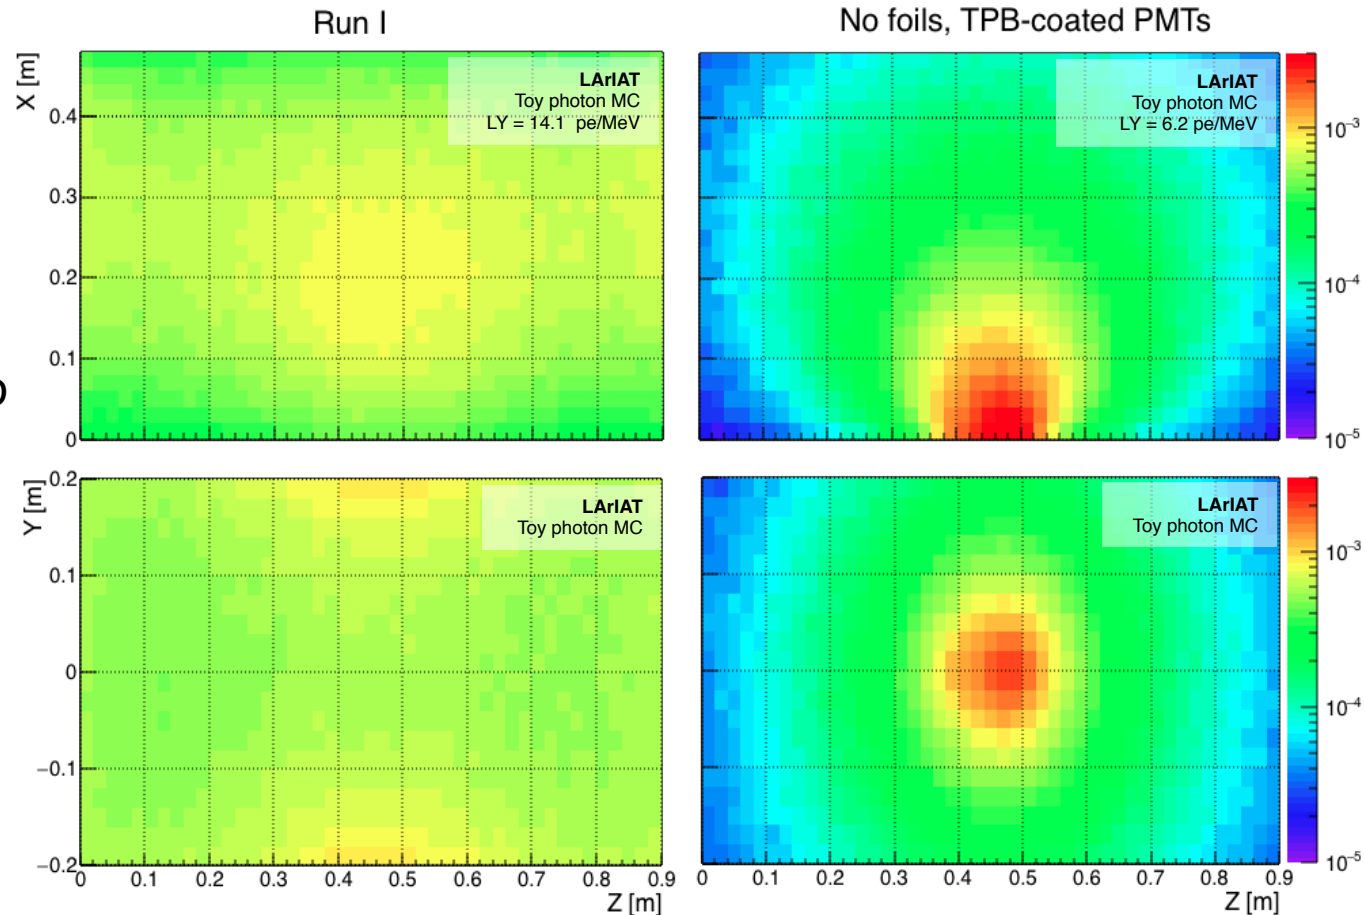 Run I
No foils, TPB-coated PMTs
X [m]
0.4
0.3
0.2
0.1
0
LArIAT
Toy photon MC
LY = 14.1 pe/MeV
LArIAT
Toy photon MC
LY = 6.2 pe/MeV
10⁻³
10⁻⁴
10⁻⁵
Y [m]
0.2
0.1
0
−0.1
−0.2
LArIAT
Toy photon MC
LArIAT
Toy photon MC
10⁻³
10⁻⁴
10⁻⁵
0 0.1 0.2 0.3 0.4 0.5 0.6 0.7 0.8 0.9
Z [m]
0 0.1 0.2 0.3 0.4 0.5 0.6 0.7 0.8 0.9
Z [m]